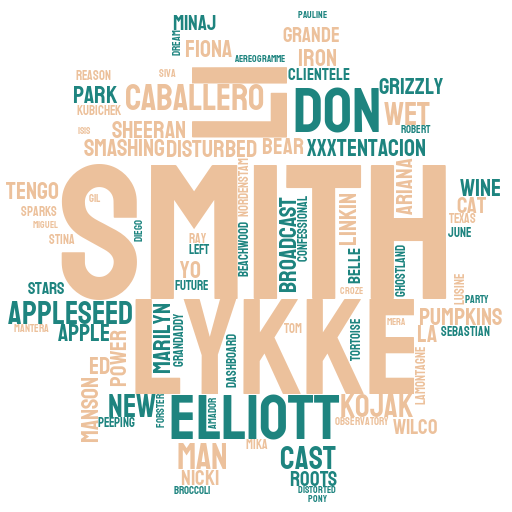 PAULINE
MINAJ
DREAM
GRANDE
FIONA
AEREOGRAMME
IRON
REASON
SIVA
LI
CLIENTELE
PARK
CABALLERO
DON
GRIZZLY
KUBICHEK
WET
ISIS
SHEERAN
ROBERT
SMASHING
DISTURBED
BEAR
XXXTENTACION
SMITH
NORDENSTAM
ARIANA
TENGO
GIL
WINE
SPARKS
CAT
MIGUEL
DIEGO
BEACHWOOD
BROADCAST
CONFESSIONAL
LINKIN
TEXAS
STINA
RAY
LEFT
JUNE
YO
BELLE
GHOSTLAND
STARS
FUTURE
CROZE
LUSINE
PARTY
APPLESEED
LYKKE
PUMPKINS
MANTERA
APPLE
MARILYN
GRANDADDY
TOM
TORTOISE
MERA
LA
SEBASTIAN
POWER
DASHBOARD
ED
LAMONTAGNE
MANSON
NEW
FORSTER
ELLIOTT
KOJAK
PEEPING
AMADOR
OBSERVATORY
WILCO
MAN
MIKA
CAST
NICKI
ROOTS
BROCCOLI
DISTORTED
PONY